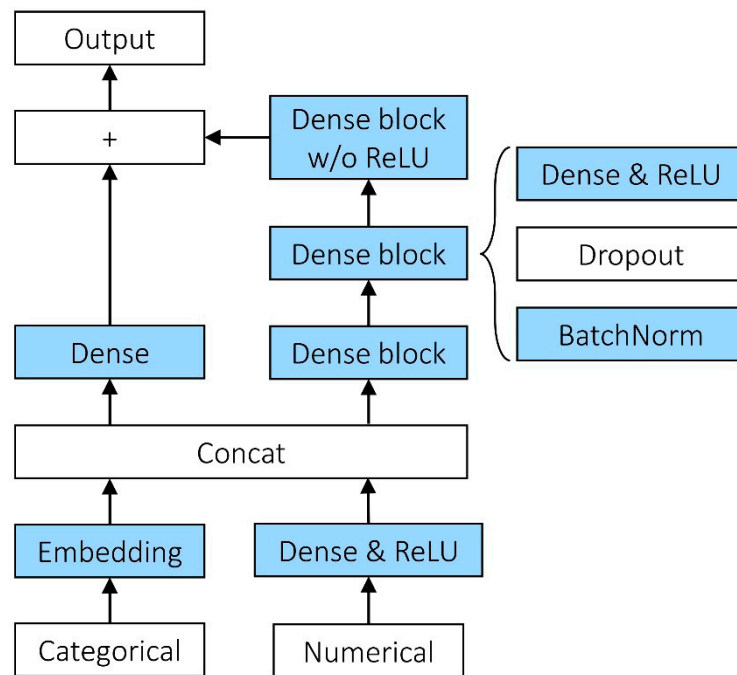 Output
+
Dense block
w/o ReLU
Dense & ReLU
Dense block
Dropout
Dense
Dense block
BatchNorm
Concat
Embedding
Dense & ReLU
Categorical
Numerical